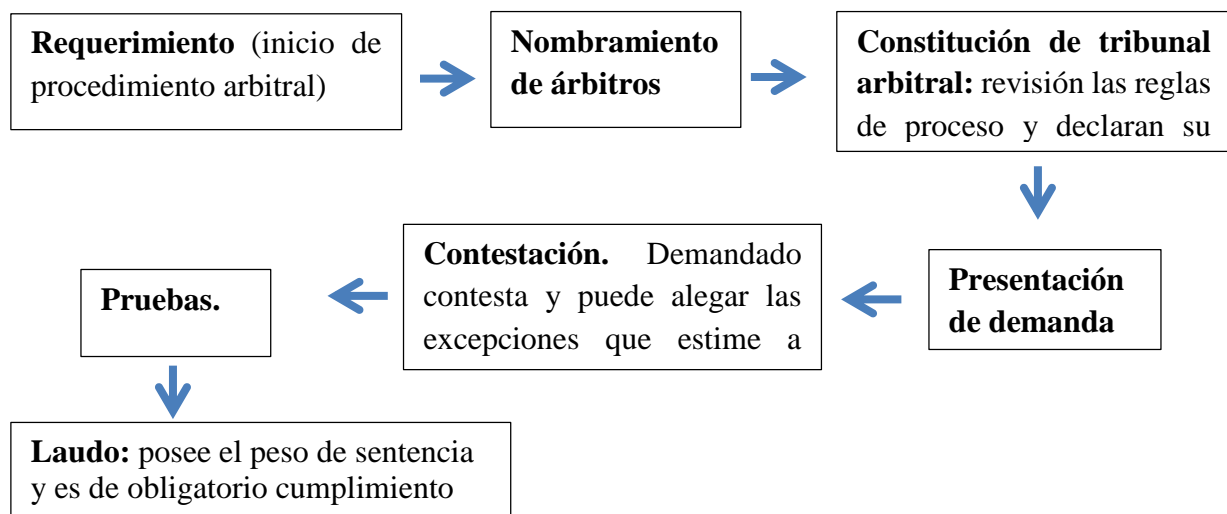 Requerimiento (inicio de
procedimiento arbitral)
Nombramiento
de árbitros
Constitución de tribunal
arbitral: revisión las reglas
de proceso y declaran su
Presentación
de demanda
Contestación. Demandado
contesta y puede alegar las
excepciones que estime a
Pruebas.
Laudo: posee el peso de sentencia
y es de obligatorio cumplimiento